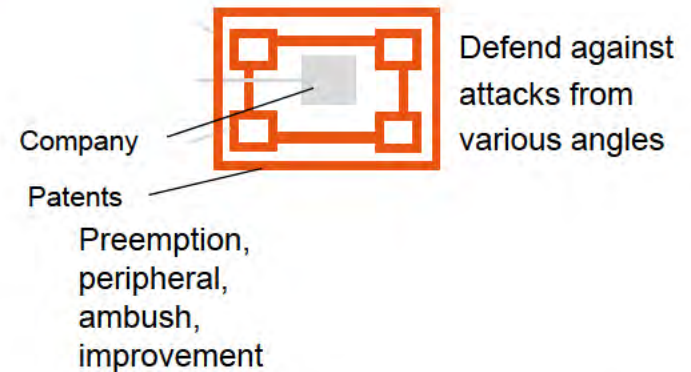 Defend against
attacks from
various angles
Company
Patents
Preemption,
peripheral,
ambush,
improvement